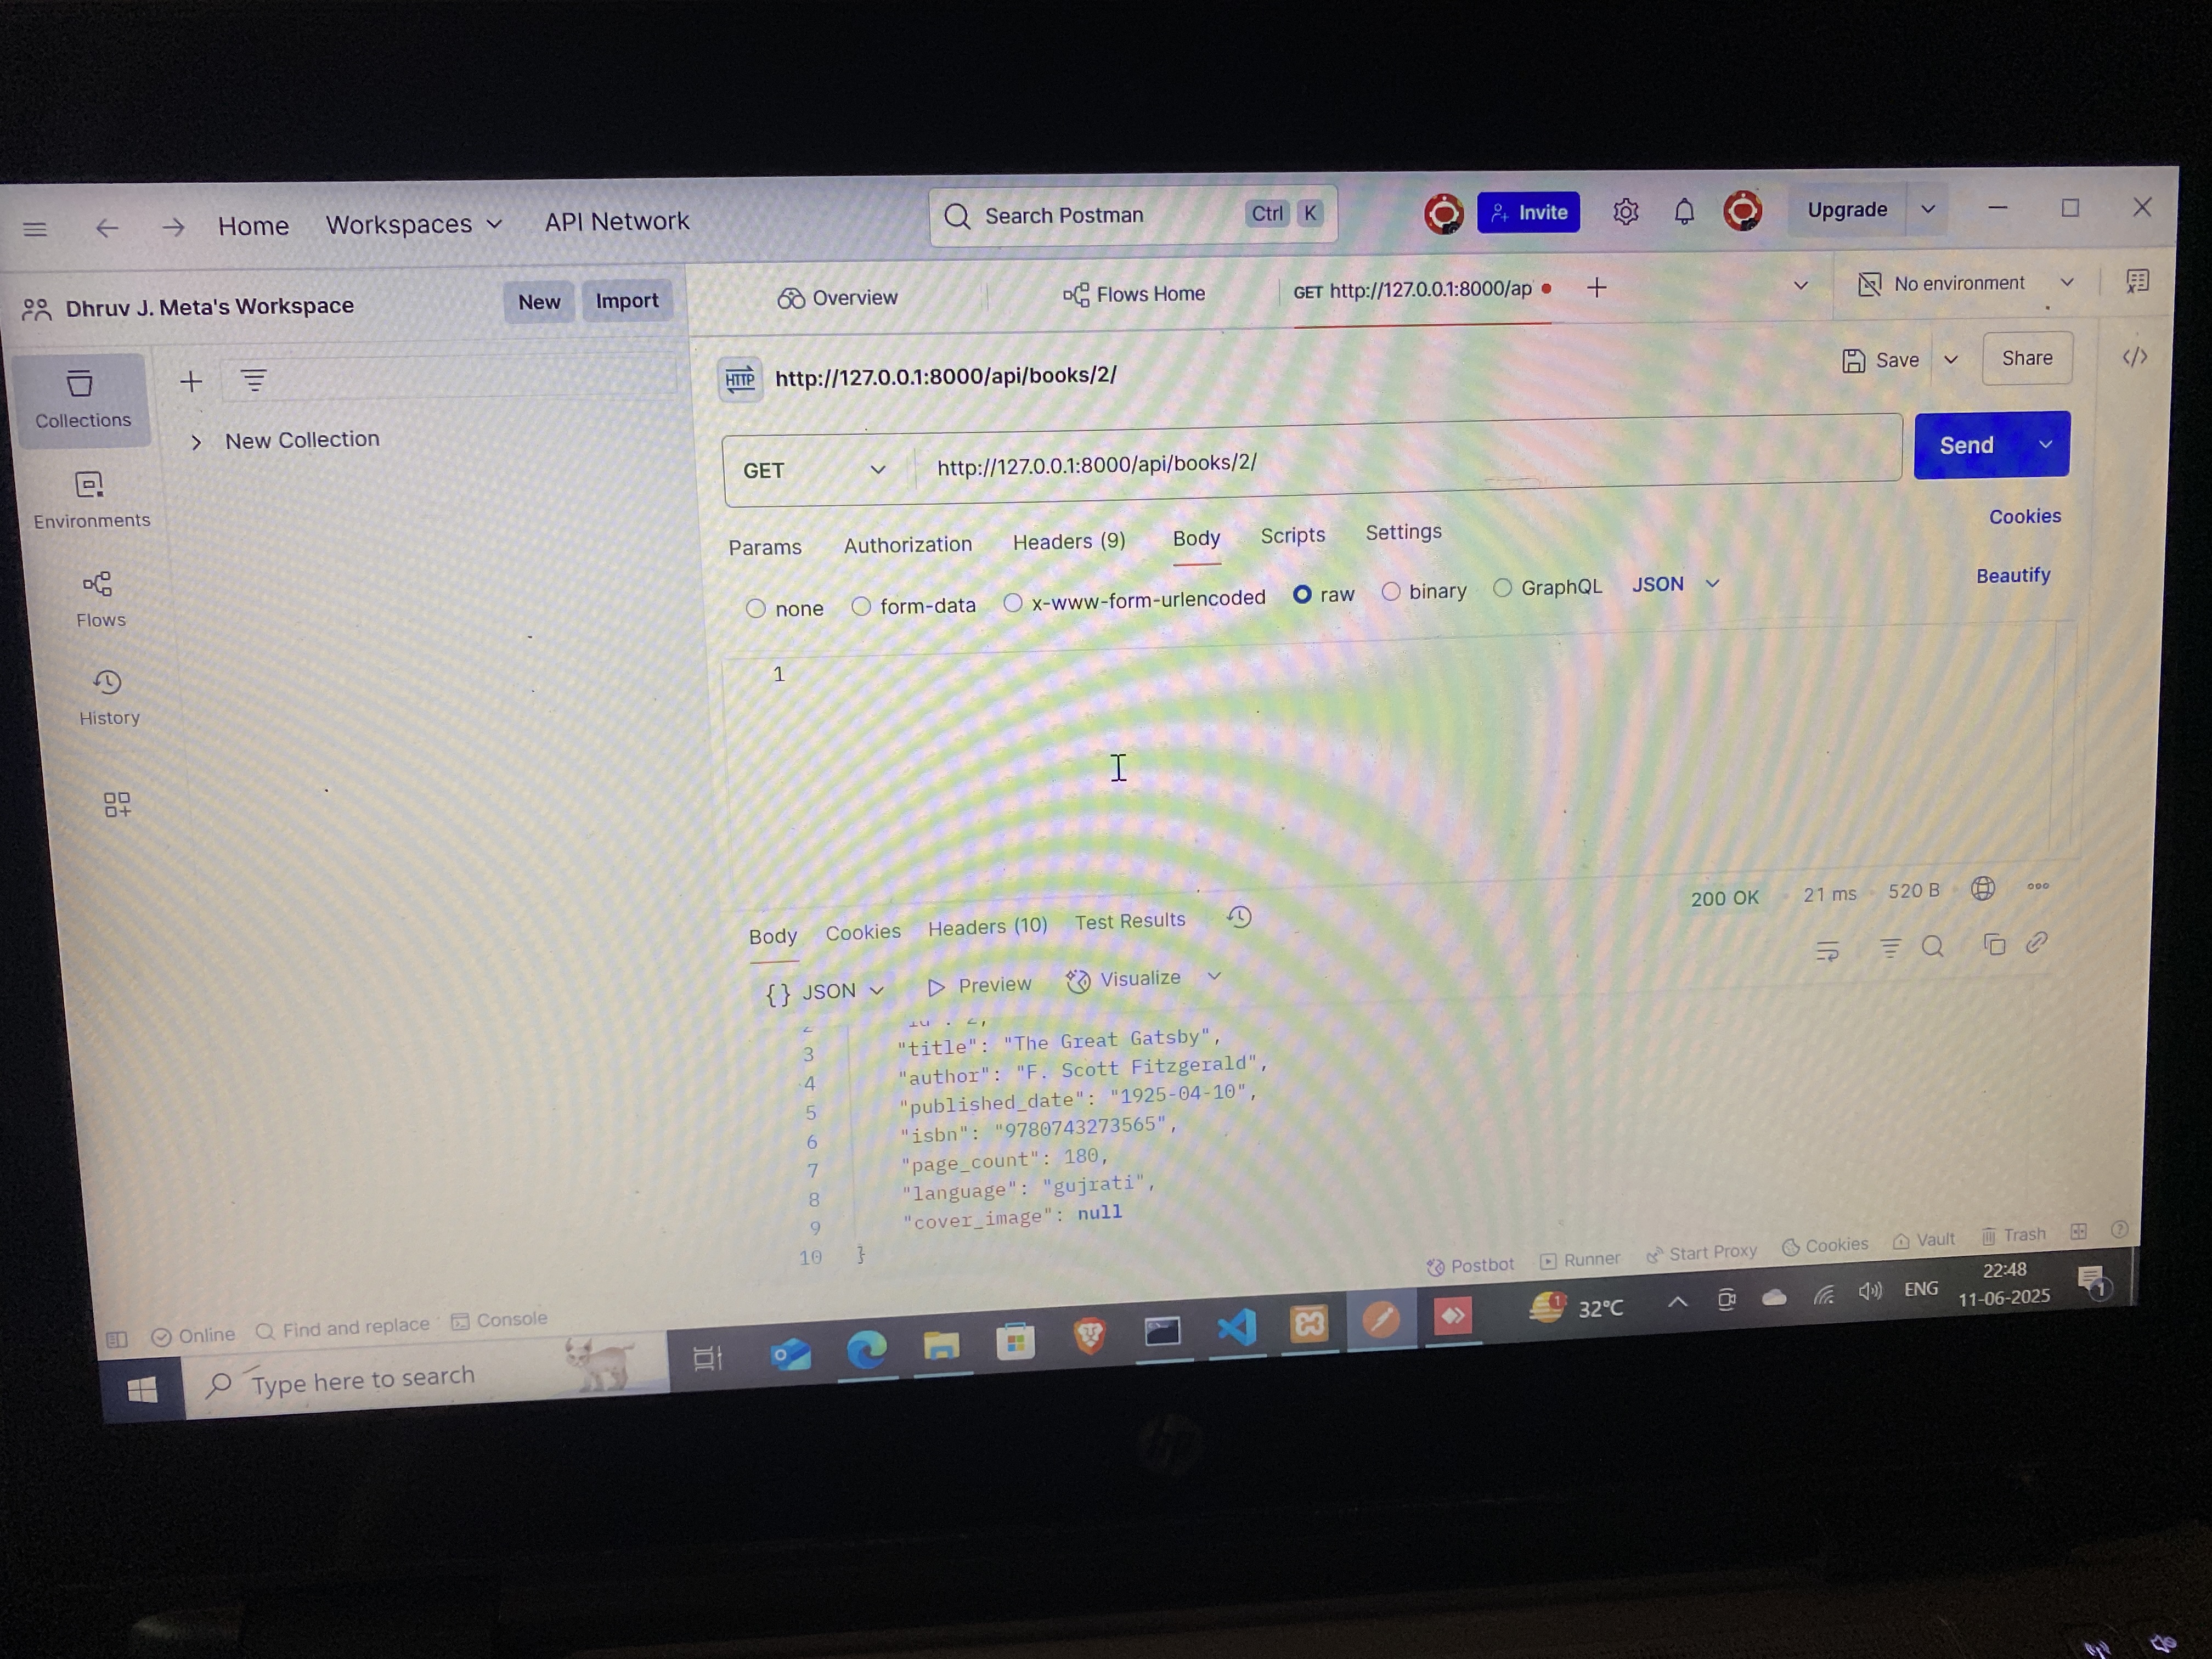 Home Workspaces API Network Search Postman Ctrl K Invite Upgrade
Dhruv J. Meta's Workspace New Import Overview Flows Home GET http://127.0.0.1:8000/ap No environment
HTTP http://127.0.0.1:8000/api/books/2/ Save Share
Collections
New Collection
GET http://127.0.0.1:8000/api/books/2/ Send
Environments
Cookies
Params Authorization Headers (9) Body Scripts Settings
none form-data x-www-form-urlencoded raw binary GraphQL JSON Beautify
Flows
1
History
200 OK 21 ms 520 B
Body Cookies Headers (10) Test Results
{} JSON Preview Visualize
3 "title": "The Great Gatsby",
4 "author": "F. Scott Fitzgerald",
5 "published_date": "1925-04-10",
6 "isbn": "9780743273565",
7 "page_count": 180,
8 "language": "gujrati",
9 "cover_image": null
10 }
Postbot Runner Start Proxy Cookies Vault Trash
Online Find and replace Console
Type here to search 1 32°C ENG 22:48
11-06-2025 1
hp